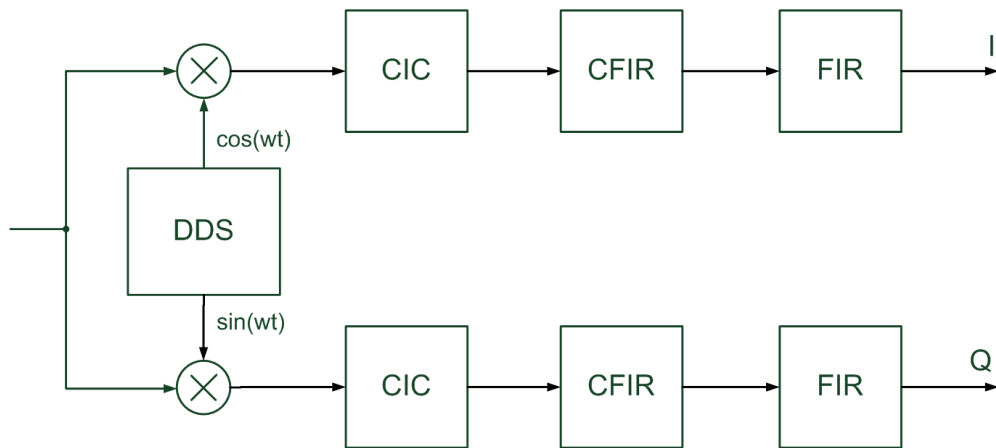 I
CIC
CFIR
FIR
cos(wt)
DDS
sin(wt)
Q
CIC
CFIR
FIR